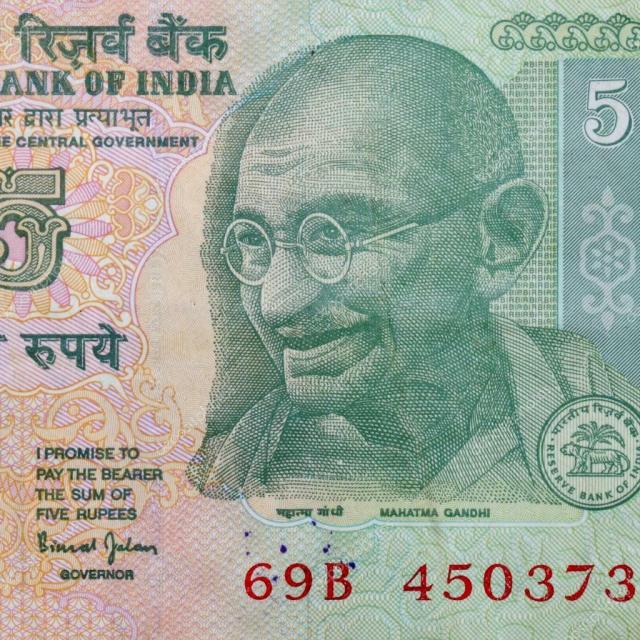 रिज़र्व बैंक
BANK OF INDIA
द्वारा प्रत्याभूत
CENTRAL GOVERNMENT
5
५
रुपये
I PROMISE TO
PAY THE BEARER
THE SUM OF
FIVE RUPEES
Bimal Jalan
GOVERNOR
महात्मा गांधी
MAHATMA GANDHI
भारतीय रिज़र्व बैंक
RESERVE BANK OF INDIA
69B 450373